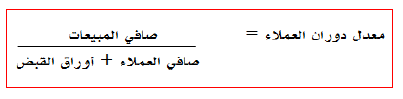 معدل دوران العملاء = صافي المبيعات
صافي العملاء + أوراق القبض